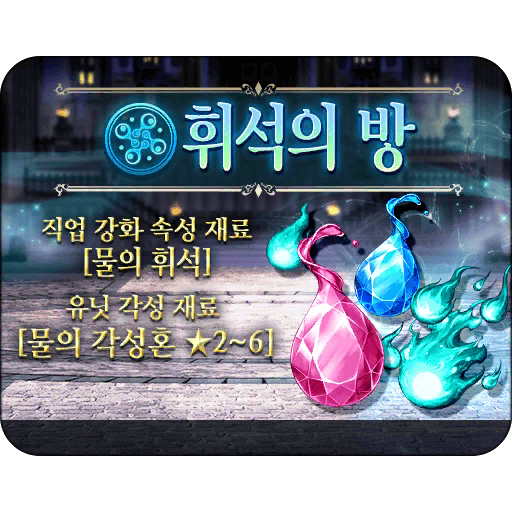 휘석의 방
직업 강화 속성 재료
[물의 휘석]
유닛 각성 재료
[물의 각성혼 ★2~6]